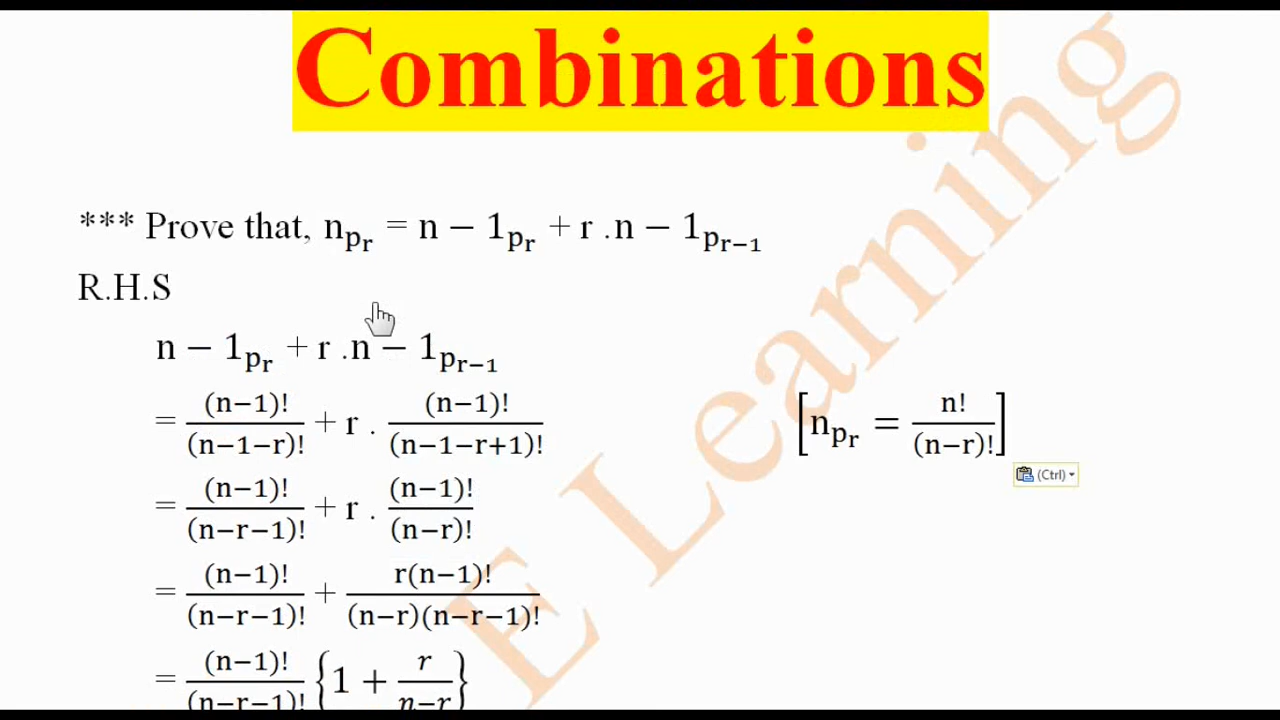 Combinations
*** Prove that, n_{p_r} = n − 1_{p_r} + r .n − 1_{p_{r−1}}
R.H.S
n − 1_{p_r} + r .n − 1_{p_{r−1}}
= (n−1)!/(n−1−r)! + r . (n−1)!/(n−1−r+1)! [n_{p_r} = n!/(n−r)!]
(Ctrl)
= (n−1)!/(n−r−1)! + r . (n−1)!/(n−r)!
= (n−1)!/(n−r−1)! + r(n−1)!/(n−r)(n−r−1)!
= (n−1)!/(n−r−1)! {1 + r/n−r}
E Learning